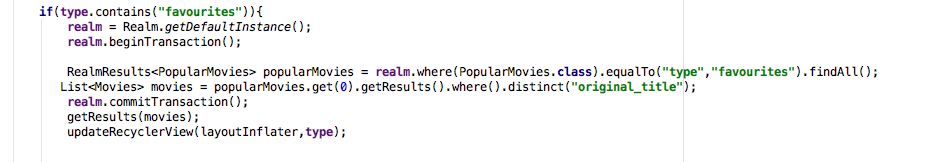 if(type.contains("favourites")){
realm = Realm.getDefaultInstance();
realm.beginTransaction();
RealmResults<PopularMovies> popularMovies = realm.where(PopularMovies.class).equalTo("type","favourites").findAll();
List<Movies> movies = popularMovies.get(0).getResults().where().distinct("original_title");
realm.commitTransaction();
getResults(movies);
updateRecyclerView(layoutInflater,type);